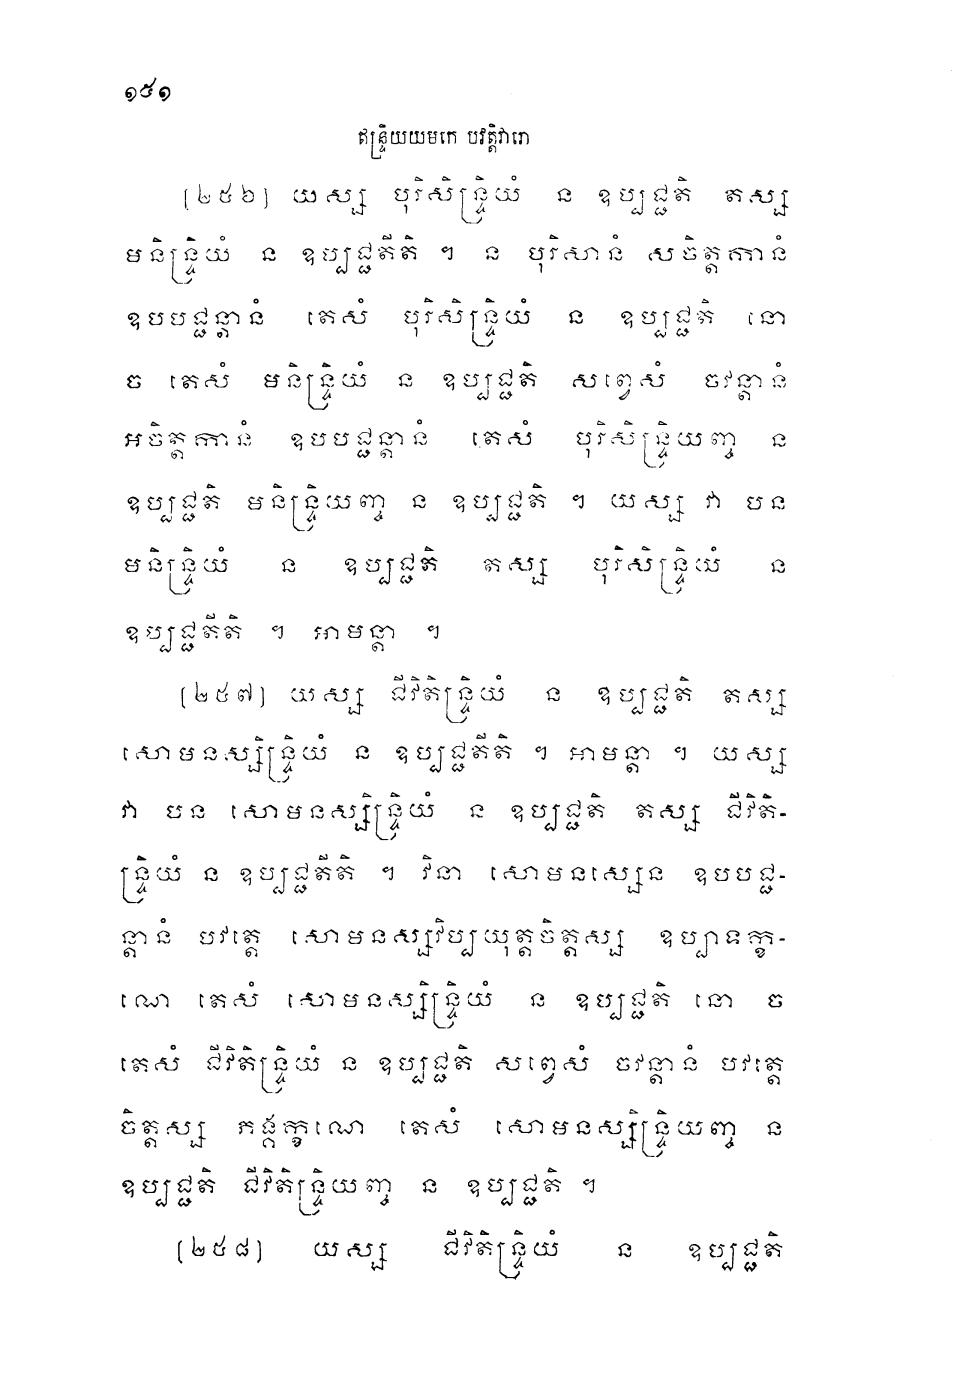 ១៥១
ឥន្ទ្រិយយមកេ បវត្តិវារោ
[២៥៦] យស្ស បុរិសិន្ទ្រិយំ ន ឧប្បជ្ជតិ តស្ស
មនិន្ទ្រិយំ ន ឧប្បជ្ជតីតិ ។ ន បុរិសានំ សចិត្តកានំ
ឧបបជ្ជន្តានំ តេសំ បុរិសិន្ទ្រិយំ ន ឧប្បជ្ជតិ នោ
ច តេសំ មនិន្ទ្រិយំ ន ឧប្បជ្ជតិ សព្វេសំ ចវន្តានំ
អចិត្តកានំ ឧបបជ្ជន្តានំ តេសំ បុរិសិន្ទ្រិយញ្ច ន
ឧប្បជ្ជតិ មនិន្ទ្រិយញ្ច ន ឧប្បជ្ជតិ ។ យស្ស វា បន
មនិន្ទ្រិយំ ន ឧប្បជ្ជតិ តស្ស បុរិសិន្ទ្រិយំ ន
ឧប្បជ្ជតីតិ ។ អាមន្តា ។
[២៥៧] យស្ស ជីវិតិន្ទ្រិយំ ន ឧប្បជ្ជតិ តស្ស
សោមនស្សិន្ទ្រិយំ ន ឧប្បជ្ជតីតិ ។ អាមន្តា ។ យស្ស
វា បន សោមនស្សិន្ទ្រិយំ ន ឧប្បជ្ជតិ តស្ស ជីវិតិ-
ន្ទ្រិយំ ន ឧប្បជ្ជតីតិ ។ វិនា សោមនស្សេន ឧបបជ្ជ-
ន្តានំ បវត្តេ សោមនស្សវិប្បយុត្តចិត្តស្ស ឧប្បាទក្ខ-
ណេ តេសំ សោមនស្សិន្ទ្រិយំ ន ឧប្បជ្ជតិ នោ ច
តេសំ ជីវិតិន្ទ្រិយំ ន ឧប្បជ្ជតិ សព្វេសំ ចវន្តានំ បវត្តេ
ចិត្តស្ស ភង្គក្ខណេ តេសំ សោមនស្សិន្ទ្រិយញ្ច ន
ឧប្បជ្ជតិ ជីវិតិន្ទ្រិយញ្ច ន ឧប្បជ្ជតិ ។
[២៥៨] យស្ស ជីវិតិន្ទ្រិយំ ន ឧប្បជ្ជតិ